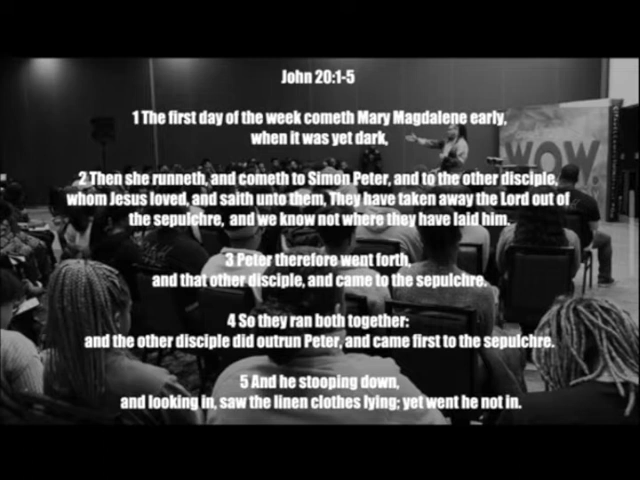 John 20:1-5
1 The first day of the week cometh Mary Magdalene early,
when it was yet dark,
2 Then she runneth, and cometh to Simon Peter, and to the other disciple,
whom Jesus loved, and saith unto them, They have taken away the Lord out of
the sepulchre, and we know not where they have laid him.
3 Peter therefore went forth,
and that other disciple, and came to the sepulchre.
4 So they ran both together:
and the other disciple did outrun Peter, and came first to the sepulchre.
5 And he stooping down,
and looking in, saw the linen clothes lying; yet went he not in.
WOW.